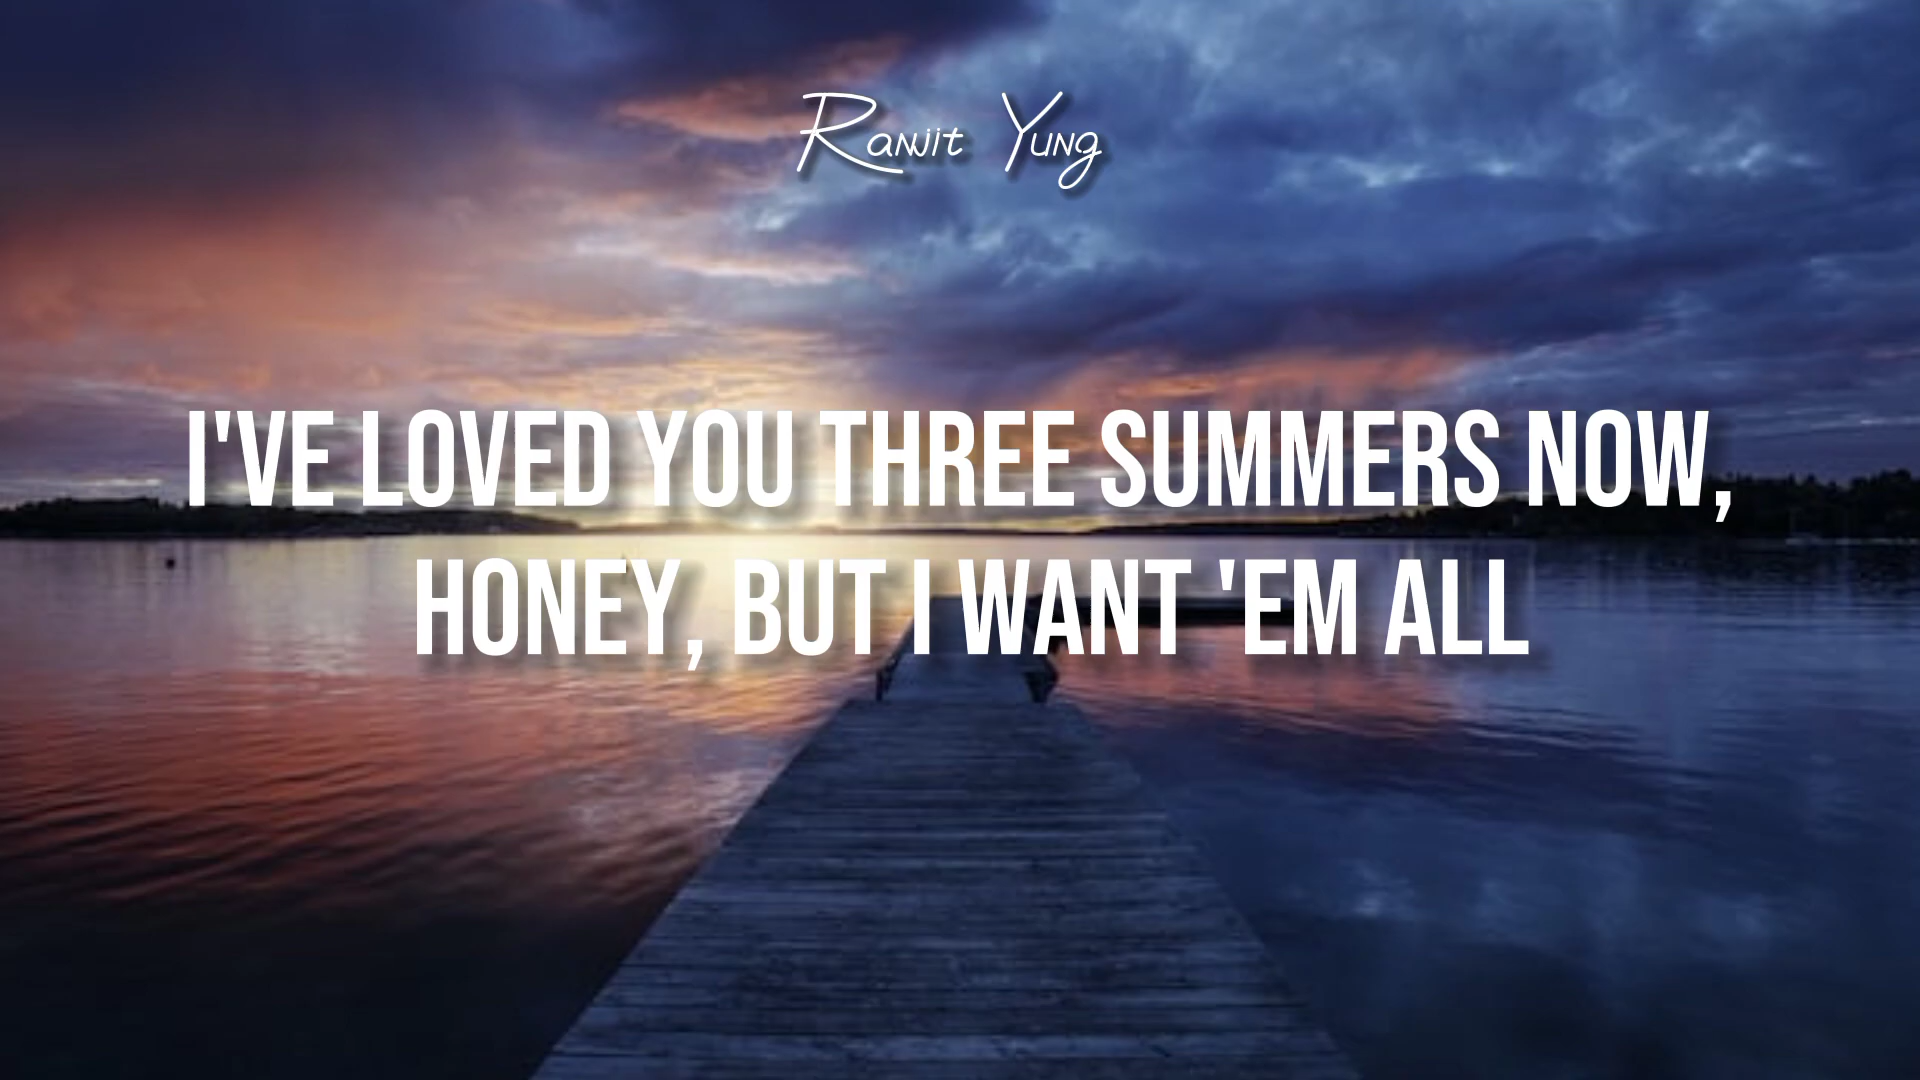 Ranjit Yung
I'VE LOVED YOU THREE SUMMERS NOW,
HONEY, BUT I WANT 'EM ALL